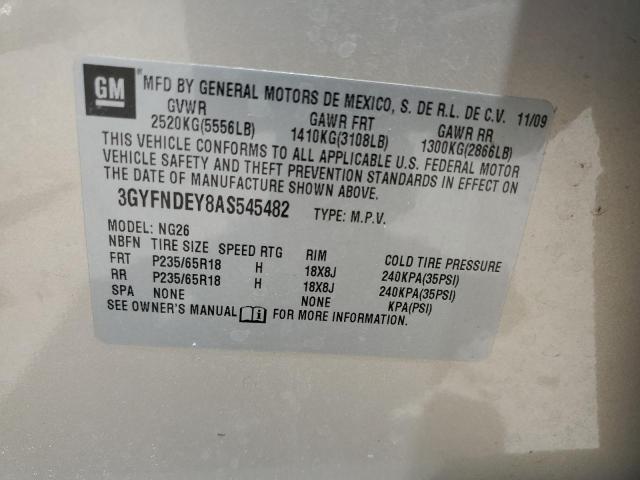 GM
MFD BY GENERAL MOTORS DE MEXICO, S. DE R.L. DE C.V. 11/09
GVWR GAWR FRT GAWR RR
2520KG(5556LB) 1410KG(3108LB) 1300KG(2866LB)
THIS VEHICLE CONFORMS TO ALL APPLICABLE U.S. FEDERAL MOTOR
VEHICLE SAFETY AND THEFT PREVENTION STANDARDS IN EFFECT ON
THE DATE OF MANUFACTURE SHOWN ABOVE.
3GYFNDEY8AS545482 TYPE: M.P.V.
MODEL: NG26
NBFN TIRE SIZE SPEED RTG RIM COLD TIRE PRESSURE
FRT P235/65R18 H 18X8J 240KPA(35PSI)
RR P235/65R18 H 18X8J 240KPA(35PSI)
SPA NONE NONE KPA(PSI)
SEE OWNER'S MANUAL i FOR MORE INFORMATION.